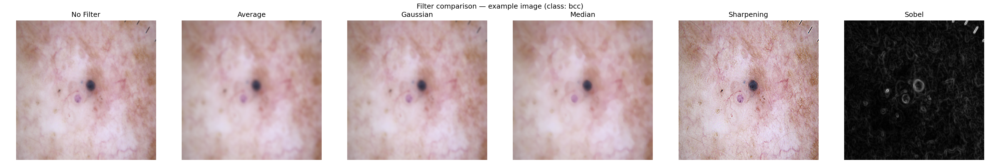 Filter comparison — example image (class: bcc)
No Filter
Average
Gaussian
Median
Sharpening
Sobel